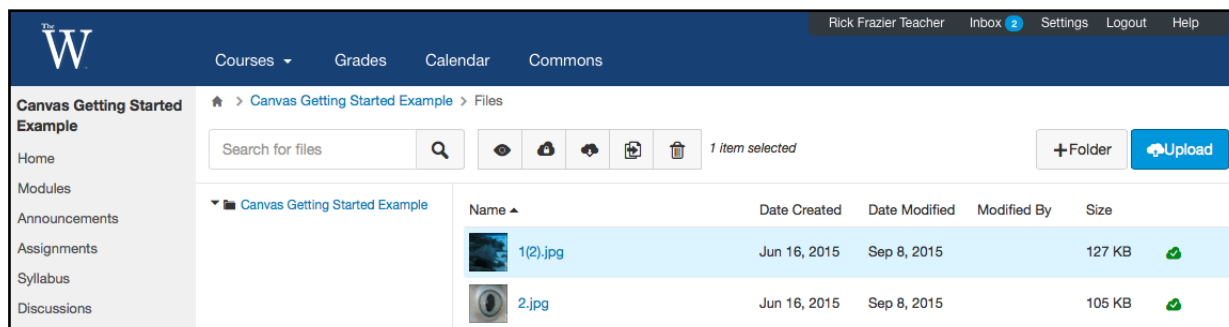 The
W
Rick Frazier Teacher Inbox 2 Settings Logout Help
Courses Grades Calendar Commons
Canvas Getting Started
Example
Home
Modules
Announcements
Assignments
Syllabus
Discussions
> Canvas Getting Started Example > Files
Search for files
1 item selected
+Folder
Upload
Canvas Getting Started Example
Name Date Created Date Modified Modified By Size
1(2).jpg Jun 16, 2015 Sep 8, 2015 127 KB
2.jpg Jun 16, 2015 Sep 8, 2015 105 KB